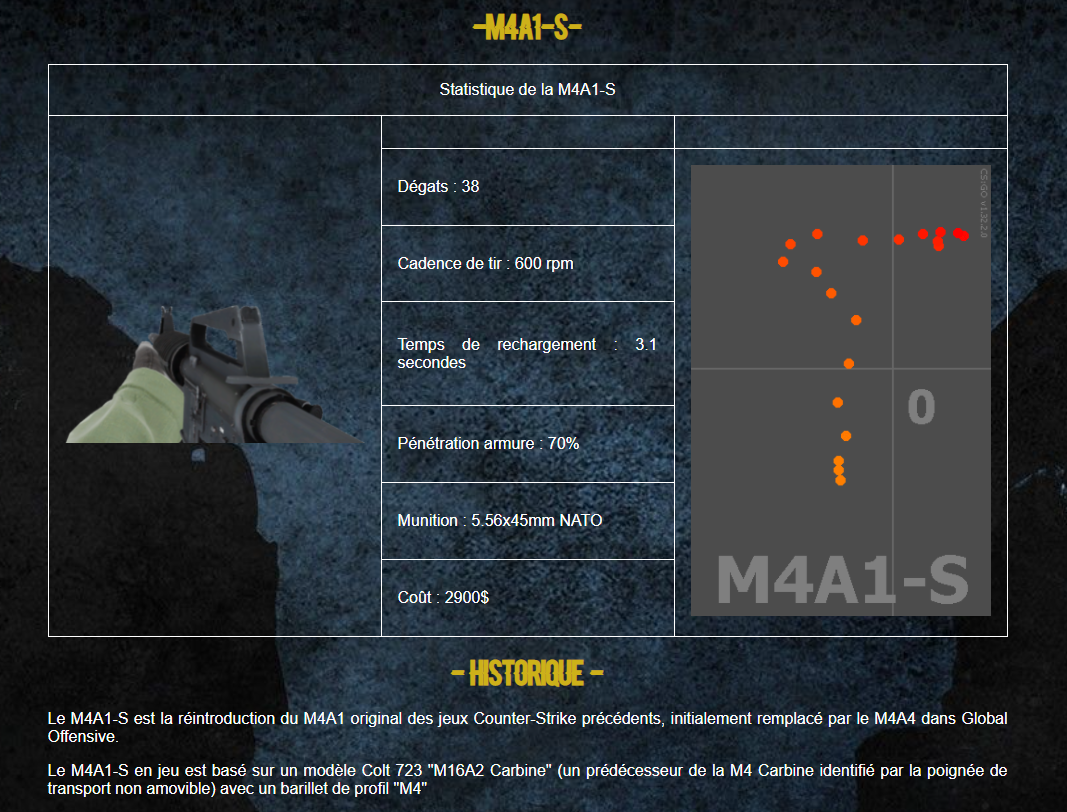 -M4A1-S-
Statistique de la M4A1-S
Dégats : 38
Cadence de tir : 600 rpm
Temps de rechargement : 3.1
secondes
Pénétration armure : 70%
Munition : 5.56x45mm NATO
Coût : 2900$
CS:GO v1.32.2.0
0
M4A1-S
- HISTORIQUE -
Le M4A1-S est la réintroduction du M4A1 original des jeux Counter-Strike précédents, initialement remplacé par le M4A4 dans Global
Offensive.
Le M4A1-S en jeu est basé sur un modèle Colt 723 "M16A2 Carbine" (un prédécesseur de la M4 Carbine identifié par la poignée de
transport non amovible) avec un barillet de profil "M4"